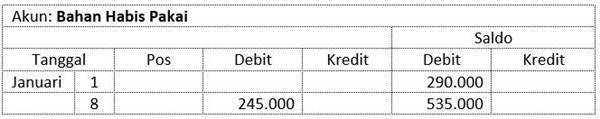 Akun: Bahan Habis Pakai
Saldo
Tanggal Pos Debit Kredit Debit Kredit
Januari 1 290.000
8 245.000 535.000